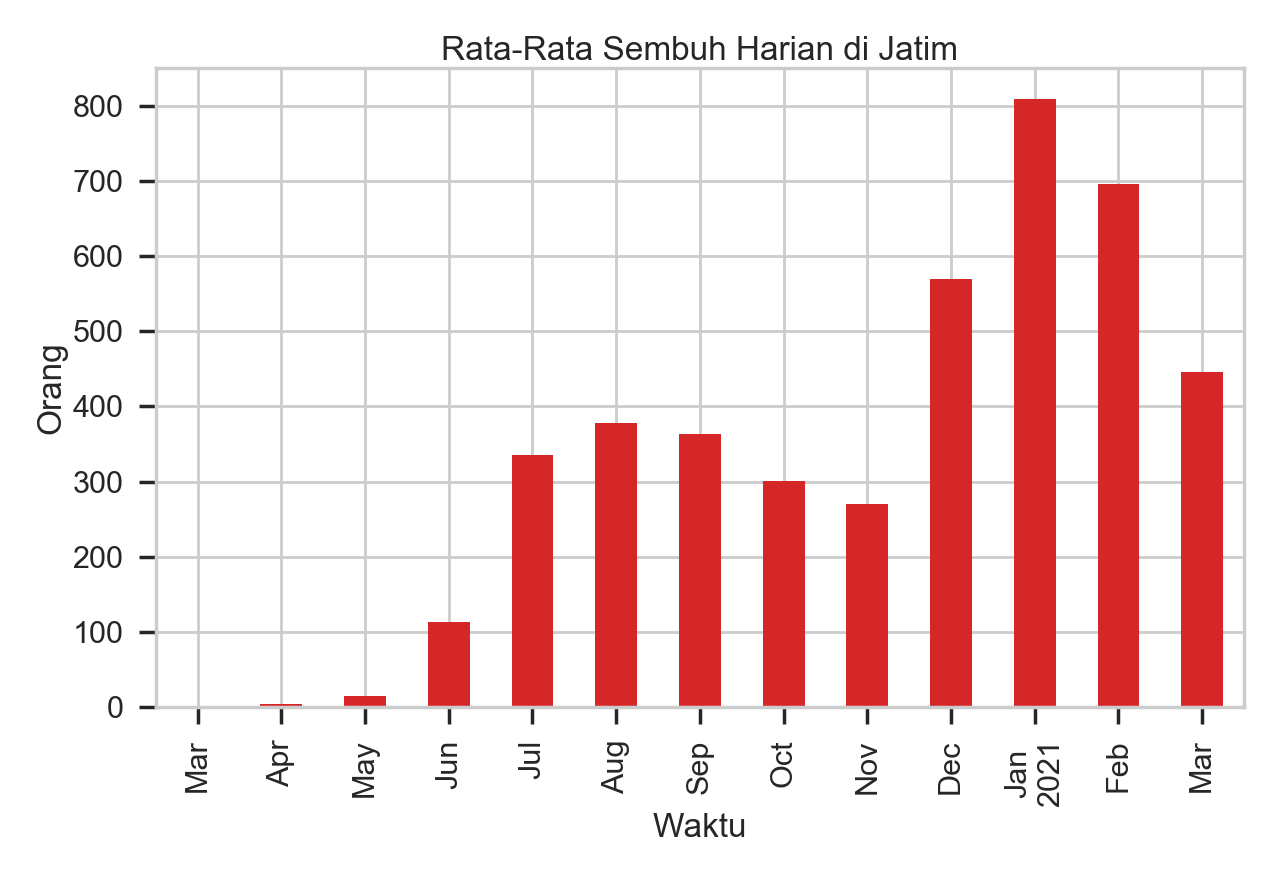 Rata-Rata Sembuh Harian di Jatim
800
700
600
500
400
300
200
100
0
Orang
Mar
Apr
May
Jun
Jul
Aug
Sep
Oct
Nov
Dec
Jan
2021
Feb
Mar
Waktu